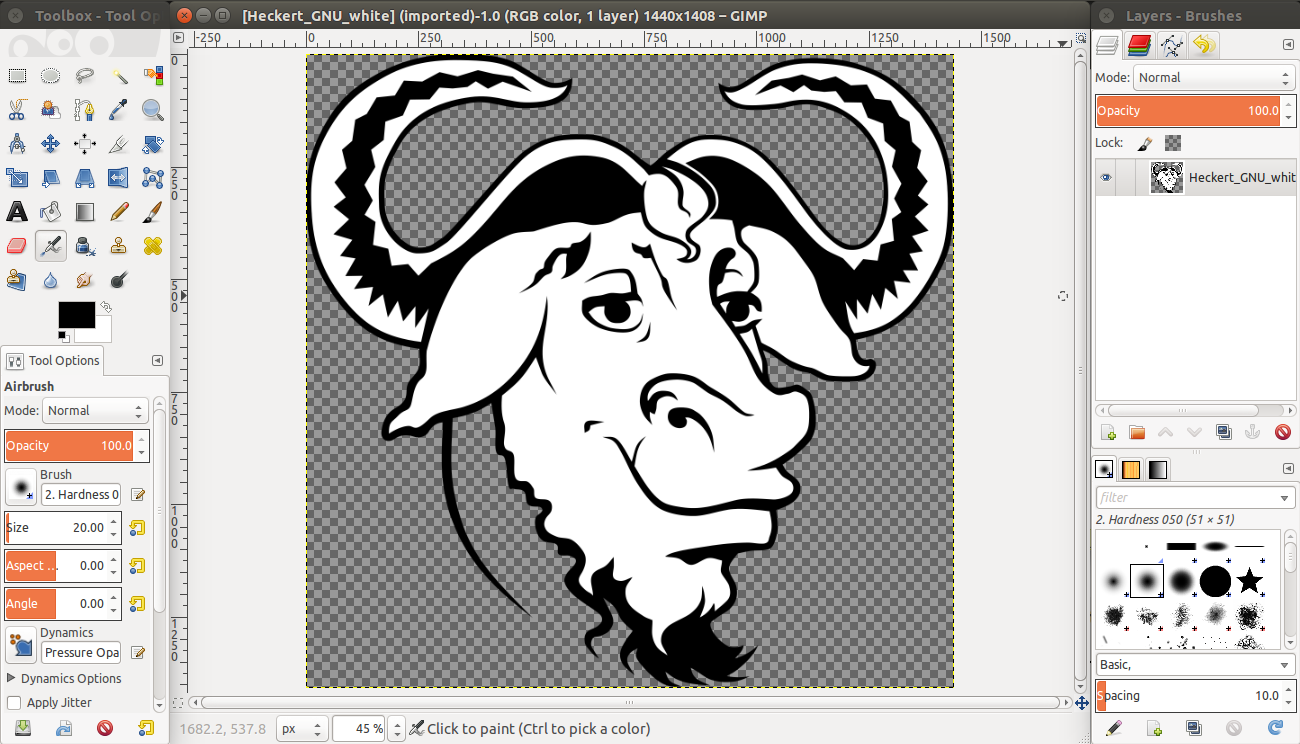 Toolbox - Tool Op
[Heckert_GNU_white] (imported)-1.0 (RGB color, 1 layer) 1440x1408 – GIMP
Layers - Brushes
-250 0 250 500 750 1000 1250 1500
0
250
500
750
1000
1250
Tool Options
Airbrush
Mode: Normal
Opacity 100.0
Brush
2. Hardness 0
Size 20.00
Aspect ... 0.00
Angle 0.00
Dynamics
Pressure Opa
Dynamics Options
Apply Jitter
1682.2, 537.8 px 45 % Click to paint (Ctrl to pick a color)
Mode: Normal
Opacity 100.0
Lock:
Heckert_GNU_whit
filter
2. Hardness 050 (51 × 51)
Basic,
Spacing 10.0